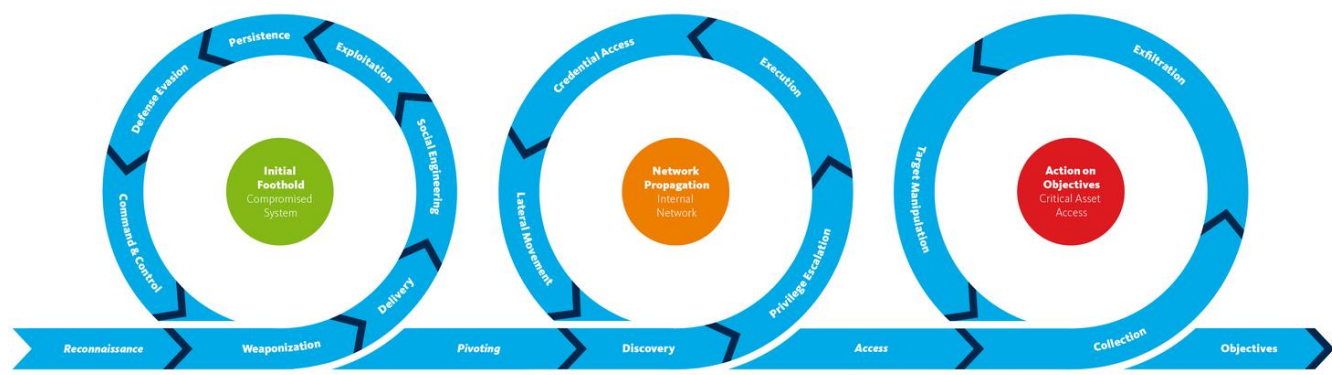 Reconnaissance
Weaponization
Delivery
Social Engineering
Exploitation
Persistence
Defense Evasion
Command & Control
Initial
Foothold
Compromised
System
Pivoting
Discovery
Privilege Escalation
Execution
Credential Access
Lateral Movement
Network
Propagation
Internal
Network
Access
Collection
Exfiltration
Target Manipulation
Action on
Objectives
Critical Asset
Access
Objectives